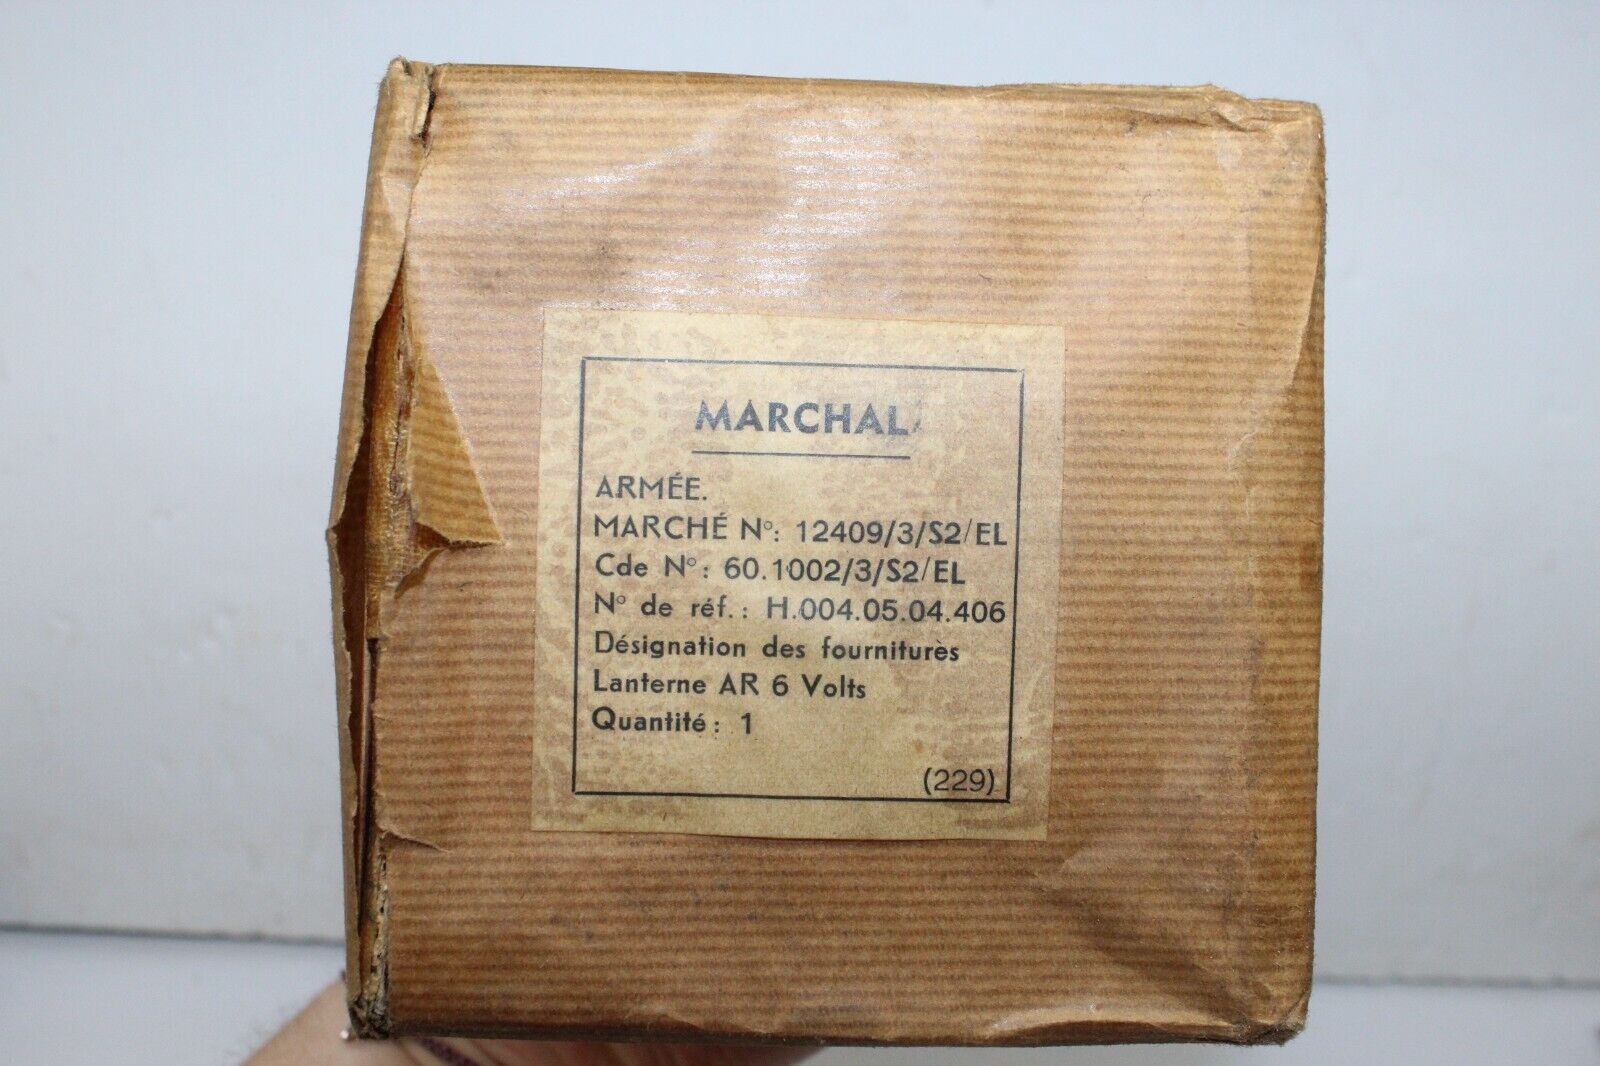 MARCHAL
ARMÉE.
MARCHÉ N°: 12409/3/S2/EL
Cde N°: 60.1002/3/S2/EL
N° de réf.: H.004.05.04.406
Désignation des fournitures
Lanterne AR 6 Volts
Quantité: 1
(229)